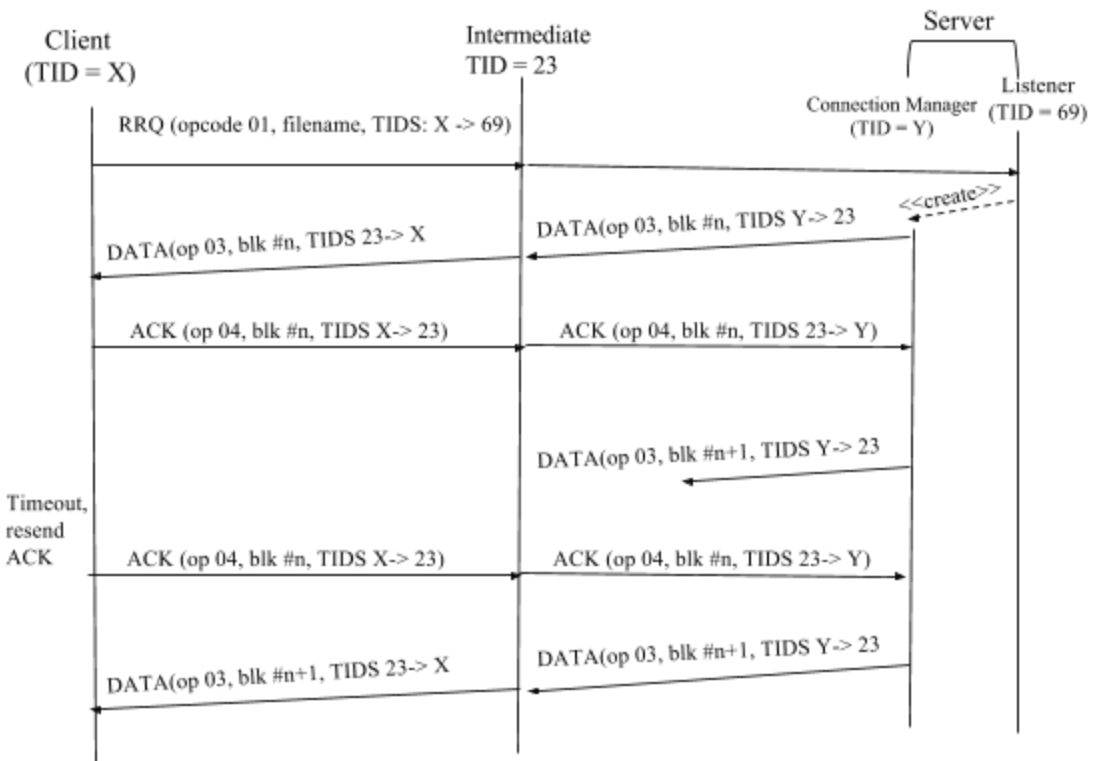 Client
(TID = X)
Intermediate
TID = 23
Server
Connection Manager
(TID = Y)
Listener
(TID = 69)
RRQ (opcode 01, filename, TIDS: X -> 69)
<<create>>
DATA(op 03, blk #n, TIDS Y-> 23
DATA(op 03, blk #n, TIDS 23-> X
ACK (op 04, blk #n, TIDS X-> 23)
ACK (op 04, blk #n, TIDS 23-> Y)
DATA(op 03, blk #n+1, TIDS Y-> 23
Timeout,
resend
ACK
ACK (op 04, blk #n, TIDS X-> 23)
ACK (op 04, blk #n, TIDS 23-> Y)
DATA(op 03, blk #n+1, TIDS Y-> 23
DATA(op 03, blk #n+1, TIDS 23-> X